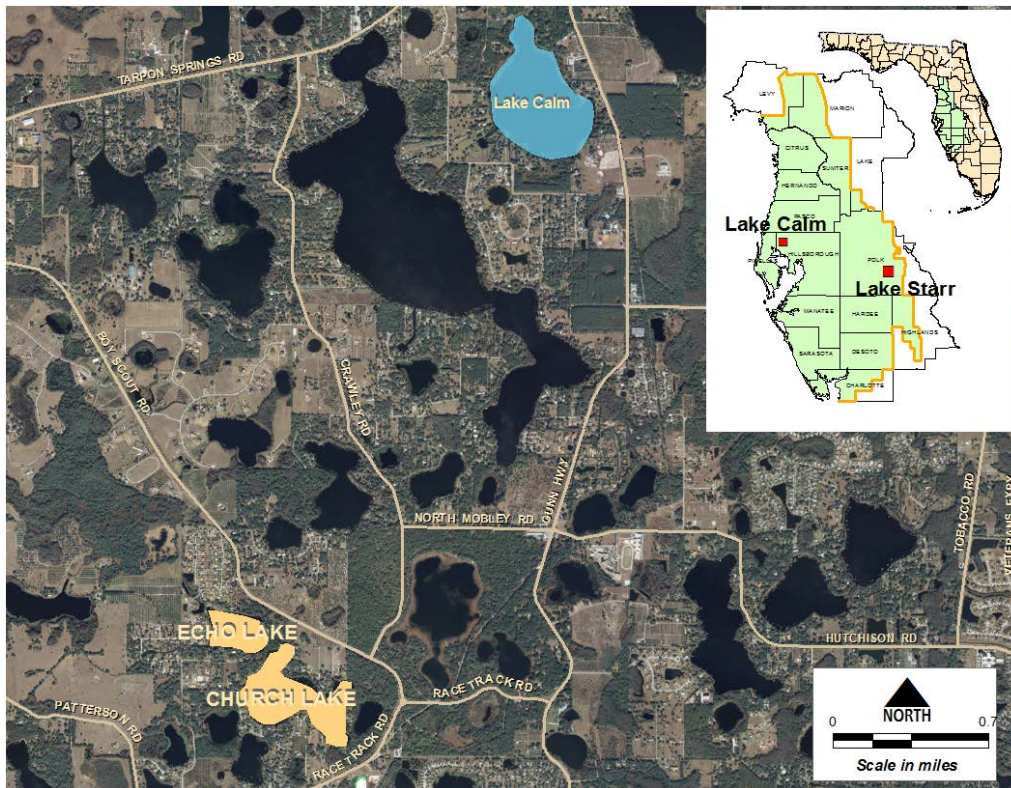 TARPON SPRINGS RD
Lake Calm
BOY SCOUT RD
CRAWLEY RD
GUNN HWY
NORTH MOBLEY RD
TOBACCO RD
VETERANS EXPY
HUTCHISON RD
ECHO LAKE
CHURCH LAKE
PATTERSON RD
RACE TRACK RD
RACE TRACK RD
LEVY
MARION
CITRUS
SUMTER
LAKE
HERNANDO
PASCO
Lake Calm
HILLSBOROUGH
PINELLAS
POLK
Lake Starr
MANATEE
HARDEE
HIGHLANDS
SARASOTA
DESOTO
CHARLOTTE
NORTH
0 0.7
Scale in miles